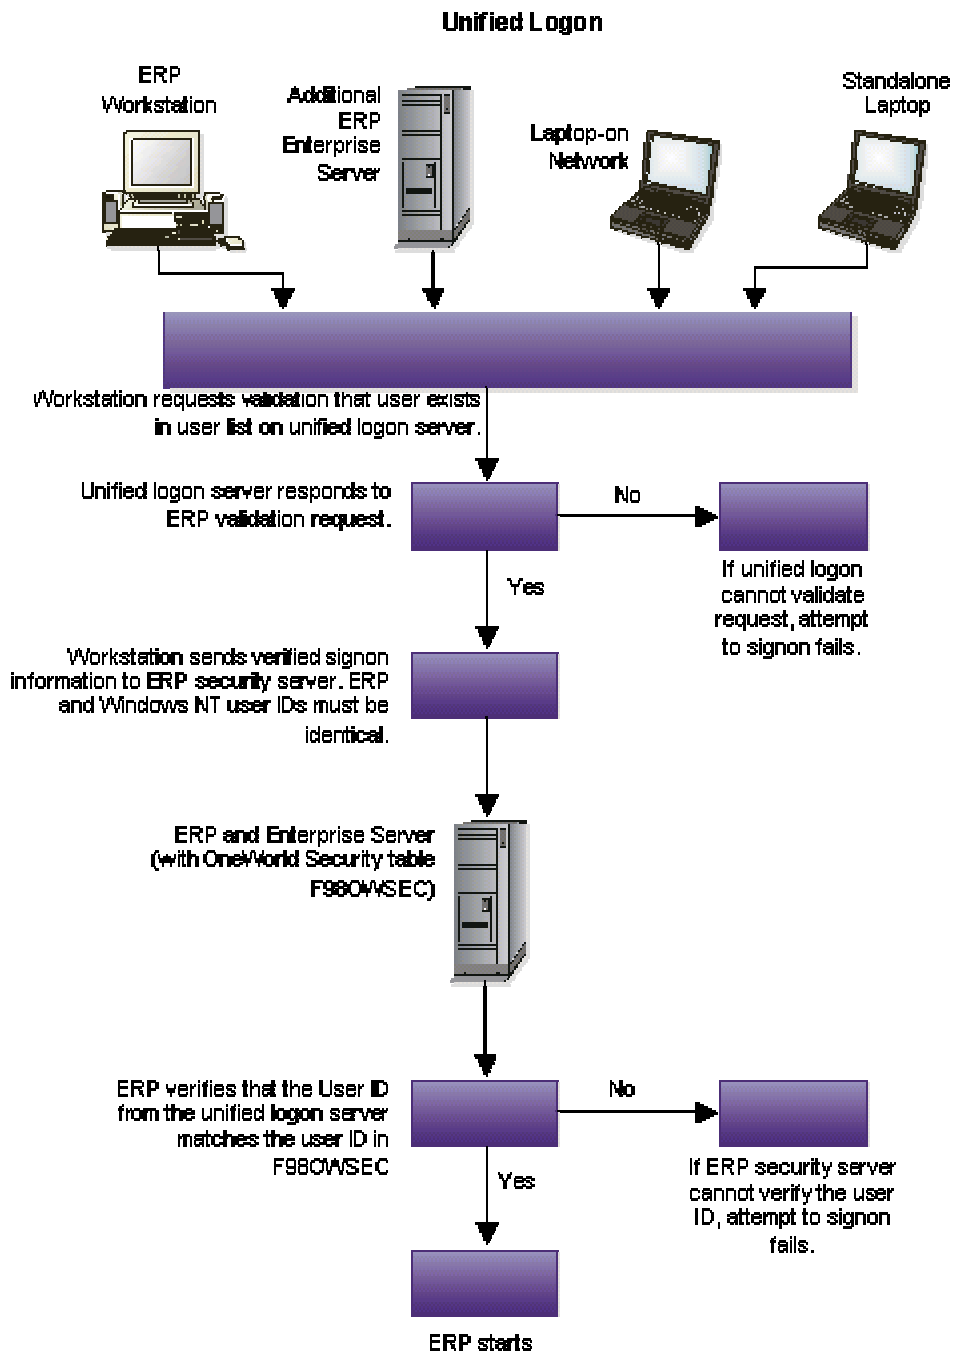 Unified Logon
ERP
Workstation
Additional
ERP
Enterprise
Server
Laptop-on
Network
Standalone
Laptop
Workstation requests validation that user exists
in user list on unified logon server.
Unified logon server responds to
ERP validation request.
No
If unified logon
cannot validate
request, attempt
to signon fails.
Yes
Workstation sends verified signon
information to ERP security server. ERP
and Windows NT user IDs must be
identical.
ERP and Enterprise Server
(with OneWorld Security table
F98OWSEC)
ERP verifies that the User ID
from the unified logon server
matches the user ID in
F98OWSEC
No
If ERP security server
cannot verify the user
ID, attempt to signon
fails.
Yes
ERP starts